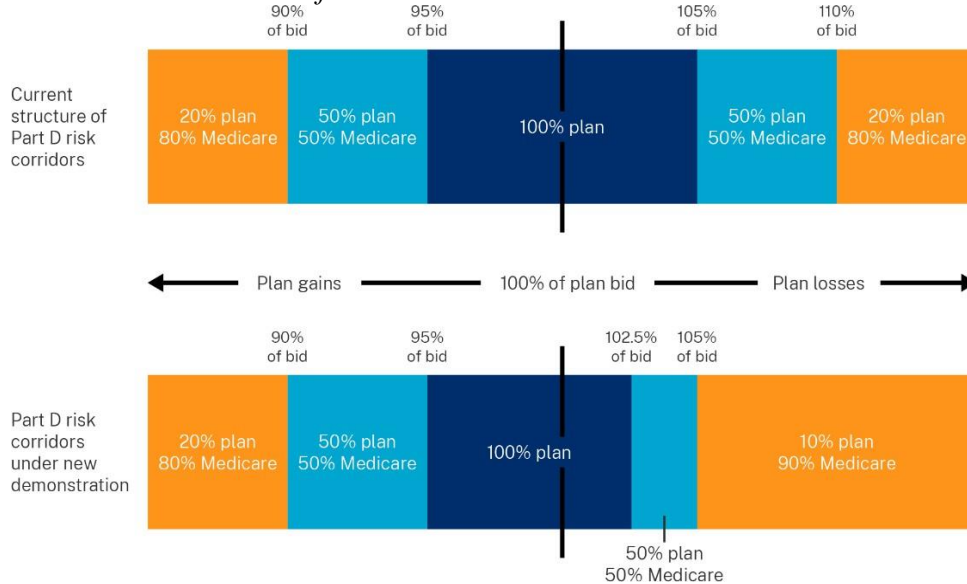 90%
of bid
95%
of bid
105%
of bid
110%
of bid
Current
structure of
Part D risk
corridors
20% plan
80% Medicare
50% plan
50% Medicare
100% plan
50% plan
50% Medicare
20% plan
80% Medicare
Plan gains
100% of plan bid
Plan losses
90%
of bid
95%
of bid
102.5%
of bid
105%
of bid
Part D risk
corridors
under new
demonstration
20% plan
80% Medicare
50% plan
50% Medicare
100% plan
10% plan
90% Medicare
50% plan
50% Medicare